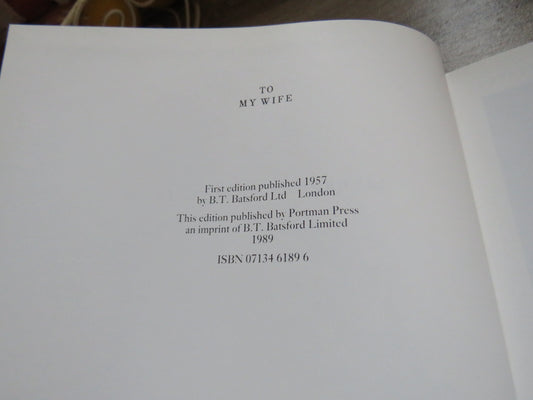 TO
MY WIFE
First edition published 1957
by B.T. Batsford Ltd London
This edition published by Portman Press
an imprint of B.T. Batsford Limited
1989
ISBN 07134 6189 6